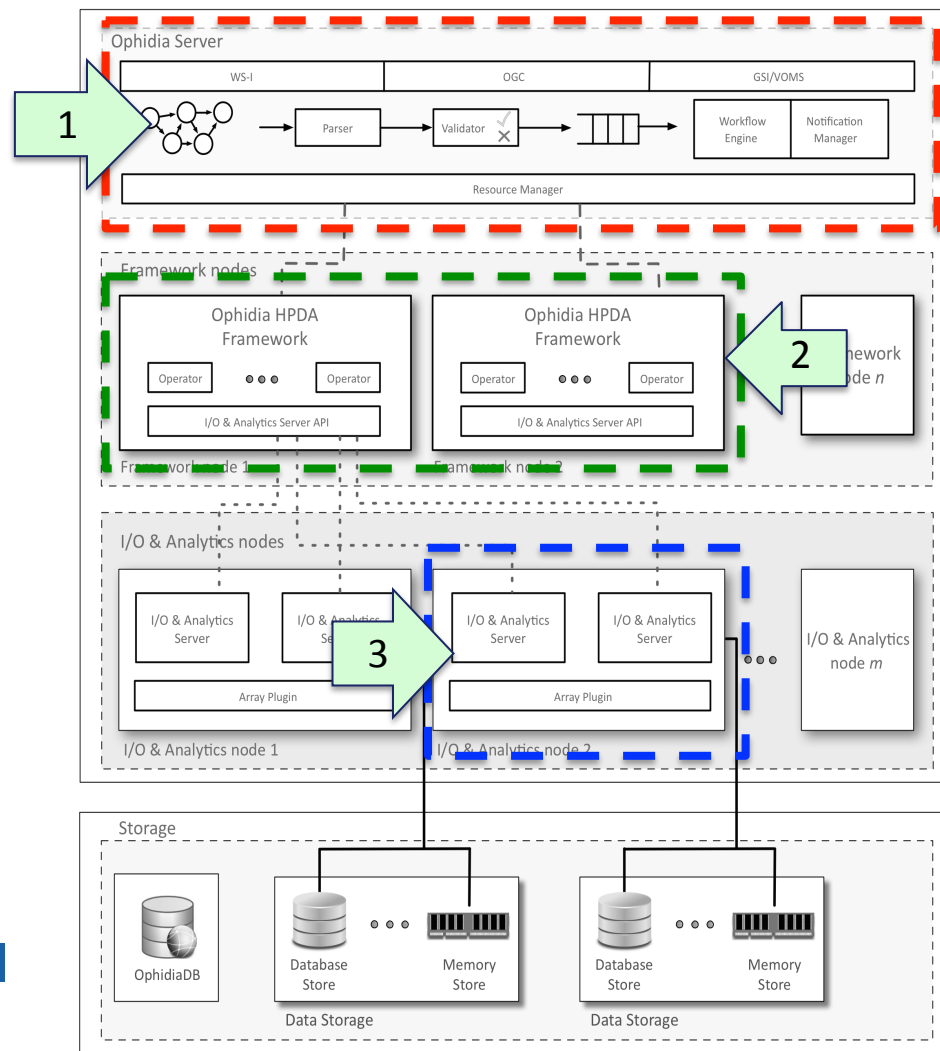 Ophidia Server
WS-I
OGC
GSI/VOMS
1
Parser
Validator
Workflow
Engine
Notification
Manager
Resource Manager
Framework nodes
Ophidia HPDA
Framework
Operator
Operator
I/O & Analytics Server API
Framework node 1
Ophidia HPDA
Framework
Operator
Operator
I/O & Analytics Server API
Framework node 2
2
node n
I/O & Analytics nodes
I/O & Analytics
Server
I/O & Analytics
Array Plugin
I/O & Analytics node 1
3
I/O & Analytics
Server
I/O & Analytics
Server
Array Plugin
I/O & Analytics node 2
I/O & Analytics
node m
Storage
OphidiaDB
Database
Store
Memory
Store
Data Storage
Database
Store
Memory
Store
Data Storage